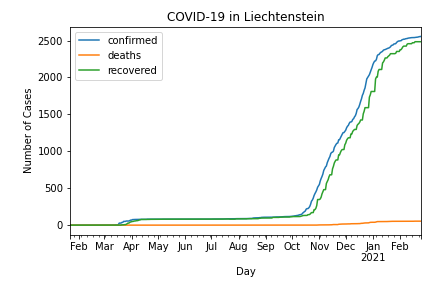 COVID-19 in Liechtenstein
confirmed
deaths
recovered
2500
2000
1500
1000
500
0
Number of Cases
Feb Mar Apr May Jun Jul Aug Sep Oct Nov Dec Jan Feb
2021
Day